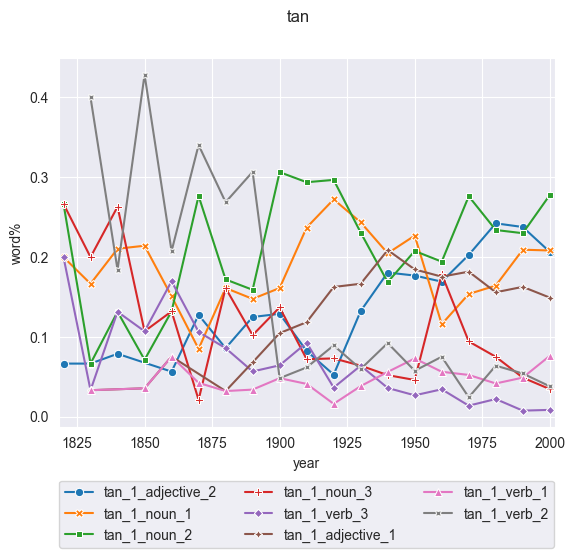 tan
0.4
0.3
0.2
0.1
0.0
word%
1825 1850 1875 1900 1925 1950 1975 2000
year
tan_1_adjective_2 tan_1_noun_3 tan_1_verb_1
tan_1_noun_1 tan_1_verb_3 tan_1_verb_2
tan_1_noun_2 tan_1_adjective_1